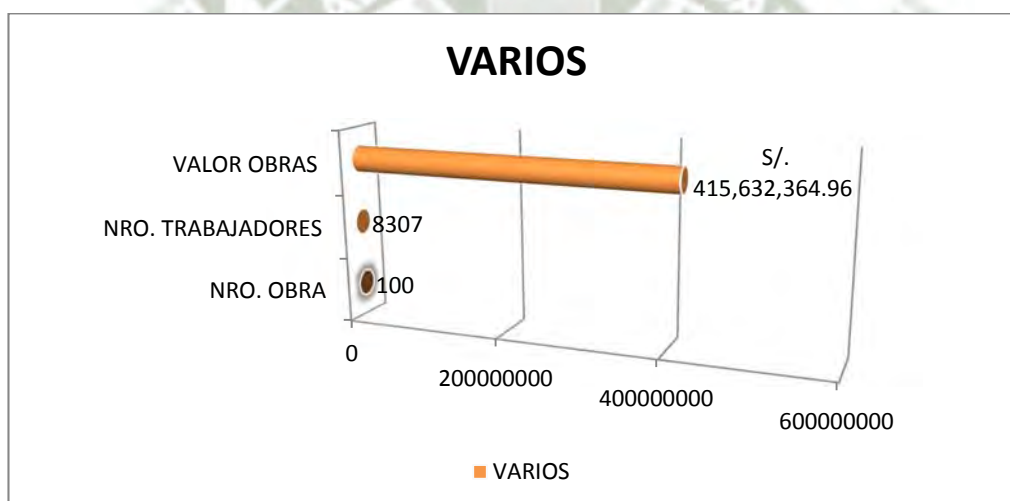 VARIOS
VALOR OBRAS
S/.
415,632,364.96
NRO. TRABAJADORES
8307
NRO. OBRA
100
0
200000000
400000000
600000000
VARIOS